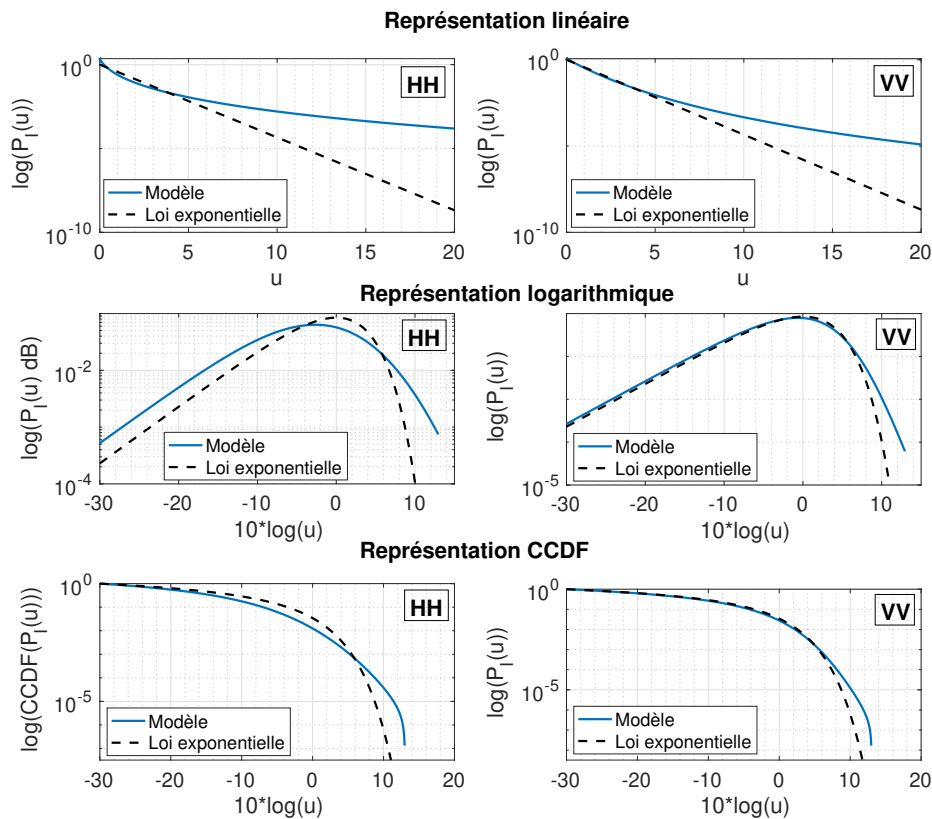 Représentation linéaire
10^0
HH
log(P_I(u))
Modèle
Loi exponentielle
10^-10
0 5 10 15 20
u
10^0
VV
log(P_I(u))
Modèle
Loi exponentielle
10^-10
0 5 10 15 20
u
Représentation logarithmique
HH
log(P_I(u) dB)
10^-2
Modèle
Loi exponentielle
10^-4
-30 -20 -10 0 10
10*log(u)
VV
log(P_I(u))
Modèle
Loi exponentielle
10^-5
-30 -20 -10 0 10
10*log(u)
Représentation CCDF
10^0
HH
log(CCDF(P_I(u)))
10^-5
Modèle
Loi exponentielle
-30 -20 -10 0 10 20
10*log(u)
10^0
VV
log(P_I(u))
10^-5
Modèle
Loi exponentielle
-30 -20 -10 0 10 20
10*log(u)